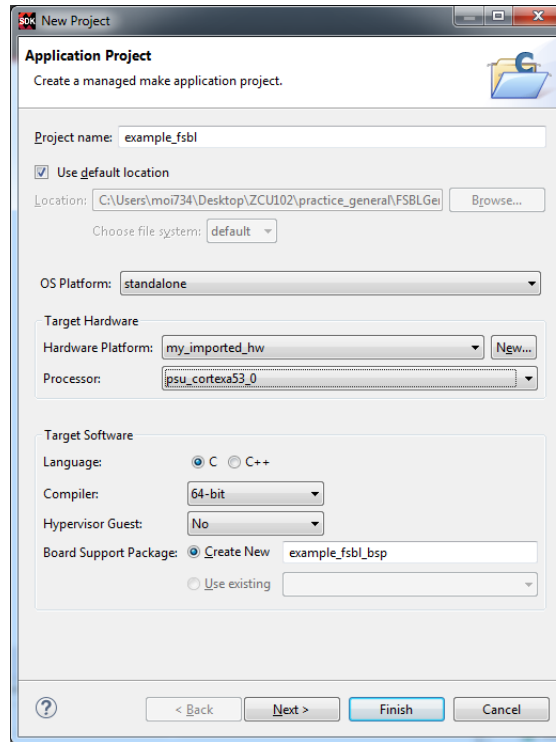 SDK New Project
Application Project
Create a managed make application project.
C
Project name: example_fsbl
Use default location
Location: C:\Users\moi734\Desktop\ZCU102\practice_general\FSBLGe Browse...
Choose file system: default
OS Platform: standalone
Target Hardware
Hardware Platform: my_imported_hw New...
Processor: psu_cortexa53_0
Target Software
Language: C C++
Compiler: 64-bit
Hypervisor Guest: No
Board Support Package: Create New example_fsbl_bsp
Use existing
? < Back Next > Finish Cancel